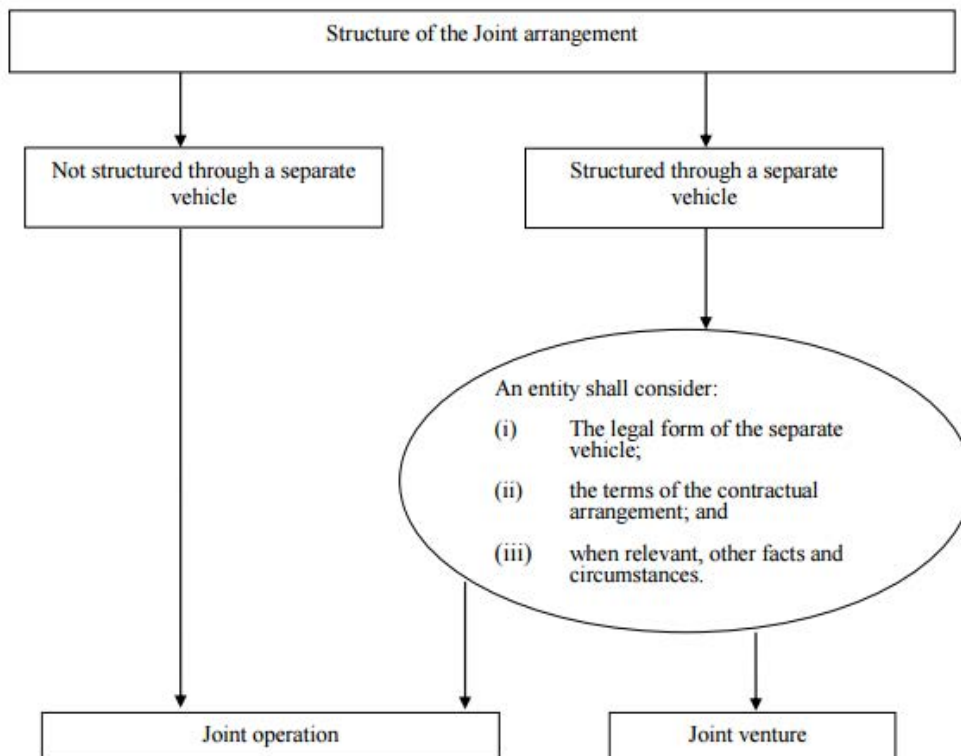 Structure of the Joint arrangement
Not structured through a separate
vehicle
Structured through a separate
vehicle
An entity shall consider:
(i) The legal form of the separate
vehicle;
(ii) the terms of the contractual
arrangement; and
(iii) when relevant, other facts and
circumstances.
Joint operation
Joint venture